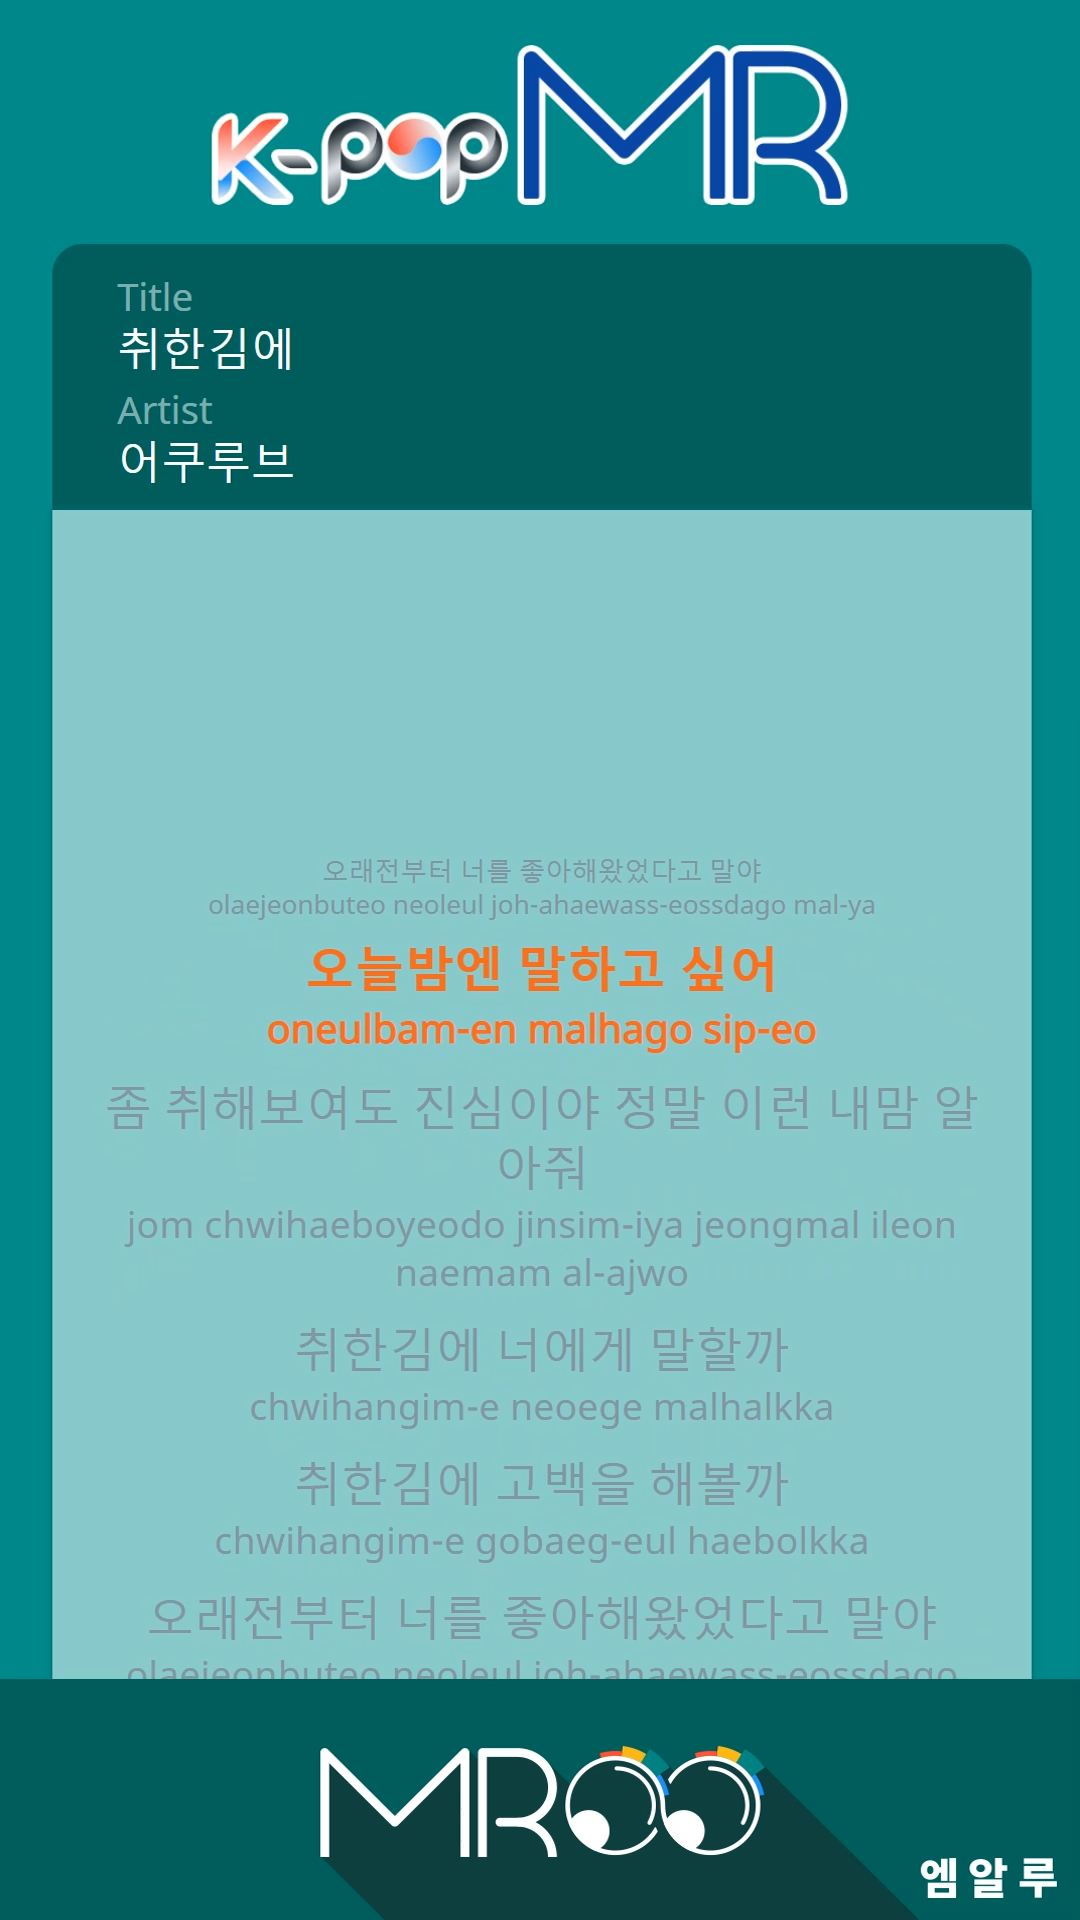 K-pop MR
Title
취한김에
Artist
어쿠루브
오래전부터 너를 좋아해왔었다고 말야
olaejeonbuteo neoleul joh-ahaewass-eossdago mal-ya
오늘밤엔 말하고 싶어
oneulbam-en malhago sip-eo
좀 취해보여도 진심이야 정말 이런 내맘 알
아줘
jom chwihaeboyeodo jinsim-iya jeongmal ileon
naemam al-ajwo
취한김에 너에게 말할까
chwihangim-e neoege malhalkka
취한김에 고백을 해볼까
chwihangim-e gobaeg-eul haebolkka
오래전부터 너를 좋아해왔었다고 말야
olaejeonbuteo neoleul joh-ahaewass-eossdago
MROO
엠알루